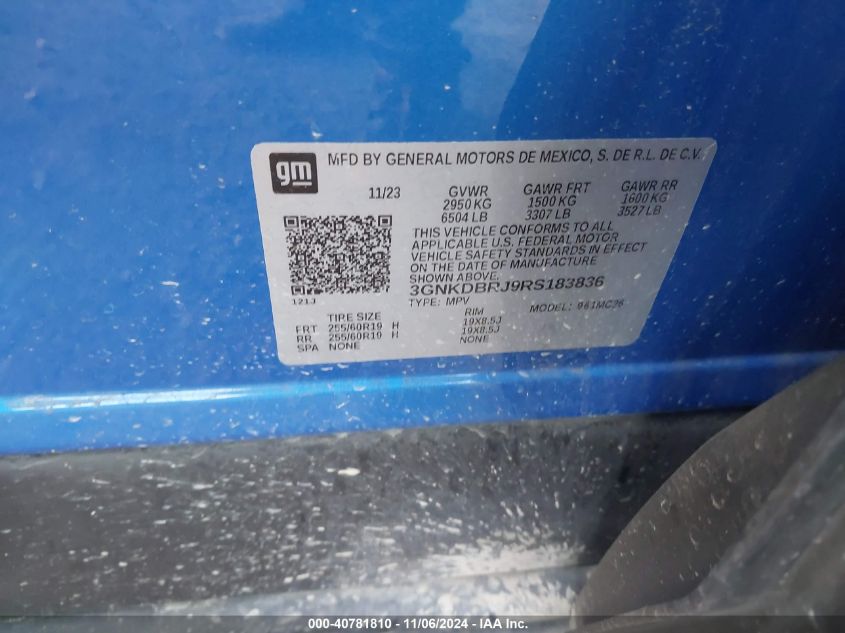 gm MFD BY GENERAL MOTORS DE MEXICO, S. DE R.L. DE C.V.
11/23 GVWR GAWR FRT GAWR RR
2950 KG 1500 KG 1600 KG
6504 LB 3307 LB 3527 LB
THIS VEHICLE CONFORMS TO ALL
APPLICABLE U.S. FEDERAL MOTOR
VEHICLE SAFETY STANDARDS IN EFFECT
ON THE DATE OF MANUFACTURE
SHOWN ABOVE.
3GNKDBRJ9RS183836
121J TYPE: MPV MODEL: 961MC26
TIRE SIZE RIM
FRT 255/60R19 H 19X8.5J
RR 255/60R19 H 19X8.5J
SPA NONE NONE
000-40781810 - 11/06/2024 - IAA Inc.